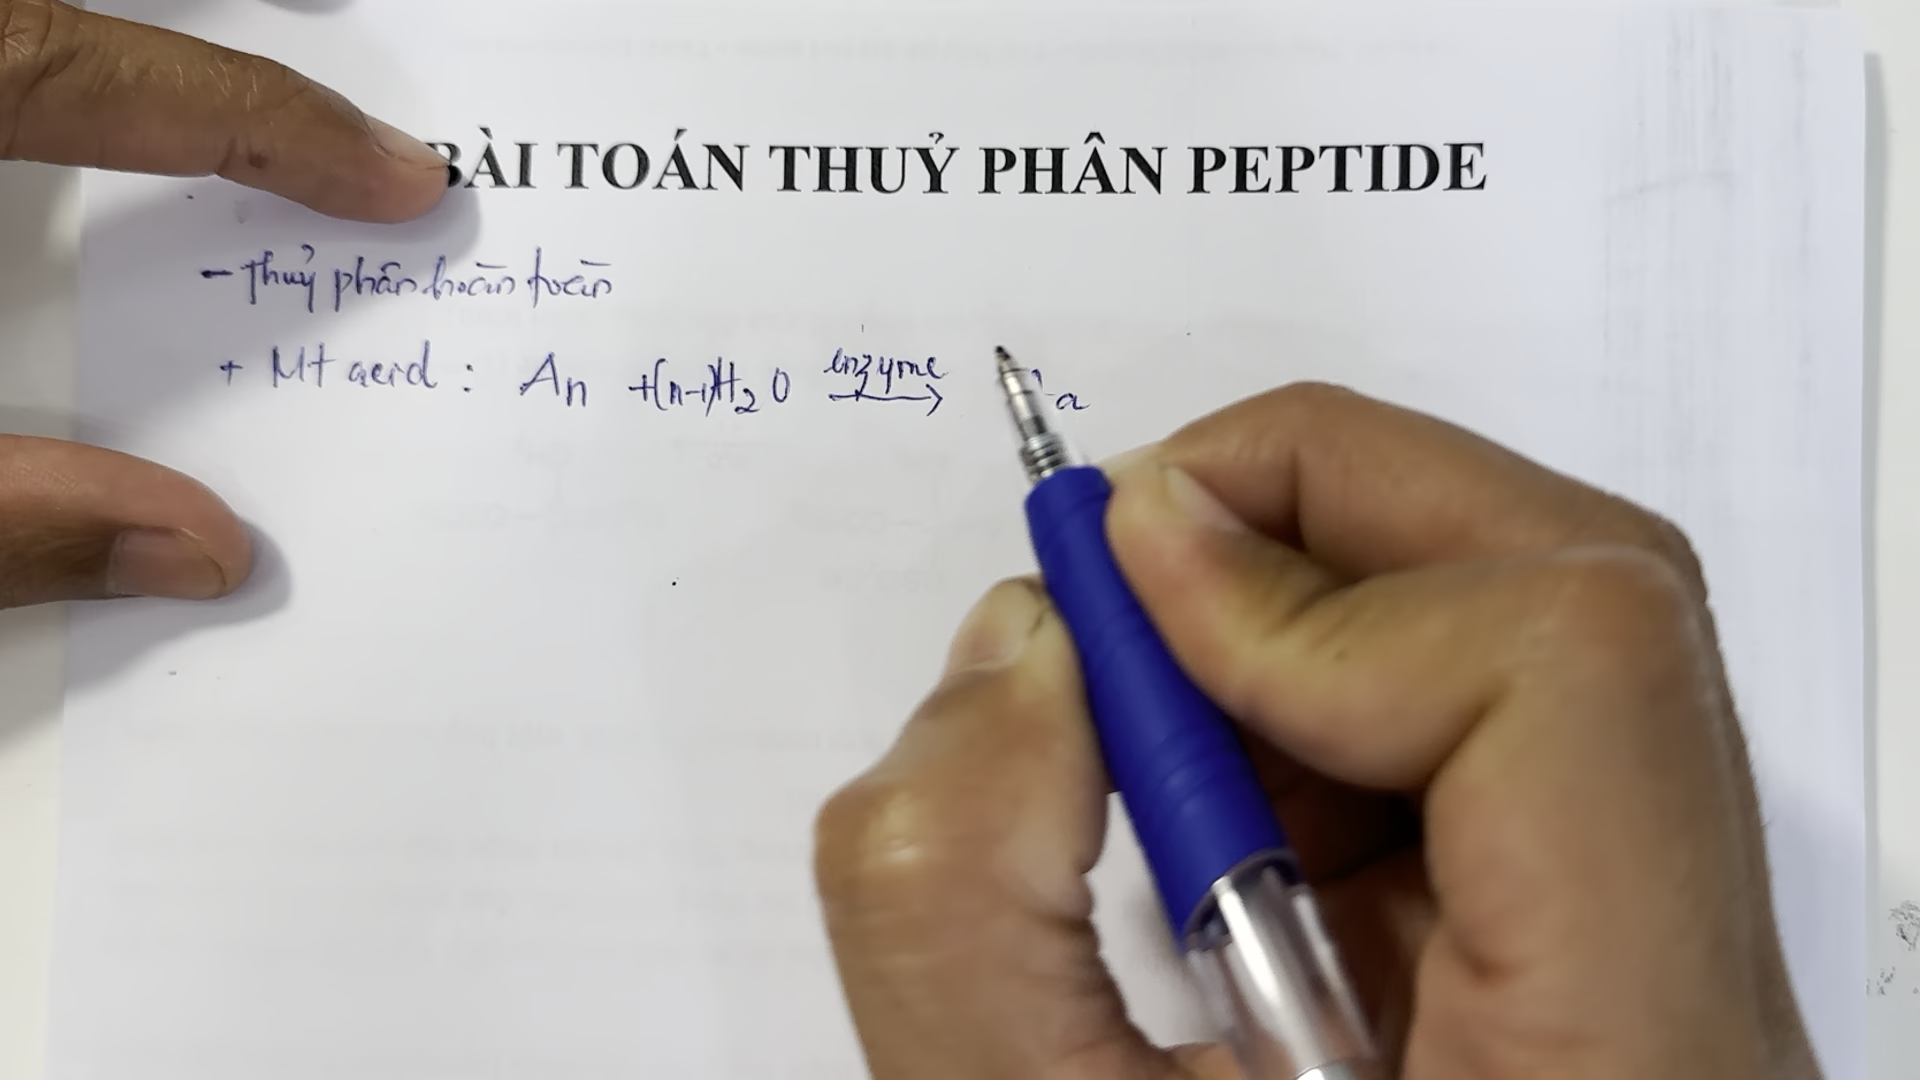 BÀI TOÁN THUỶ PHÂN PEPTIDE
- Thuỷ phân hoàn toàn
+ Mt acid : An +(n-1)H2O enzyme → a